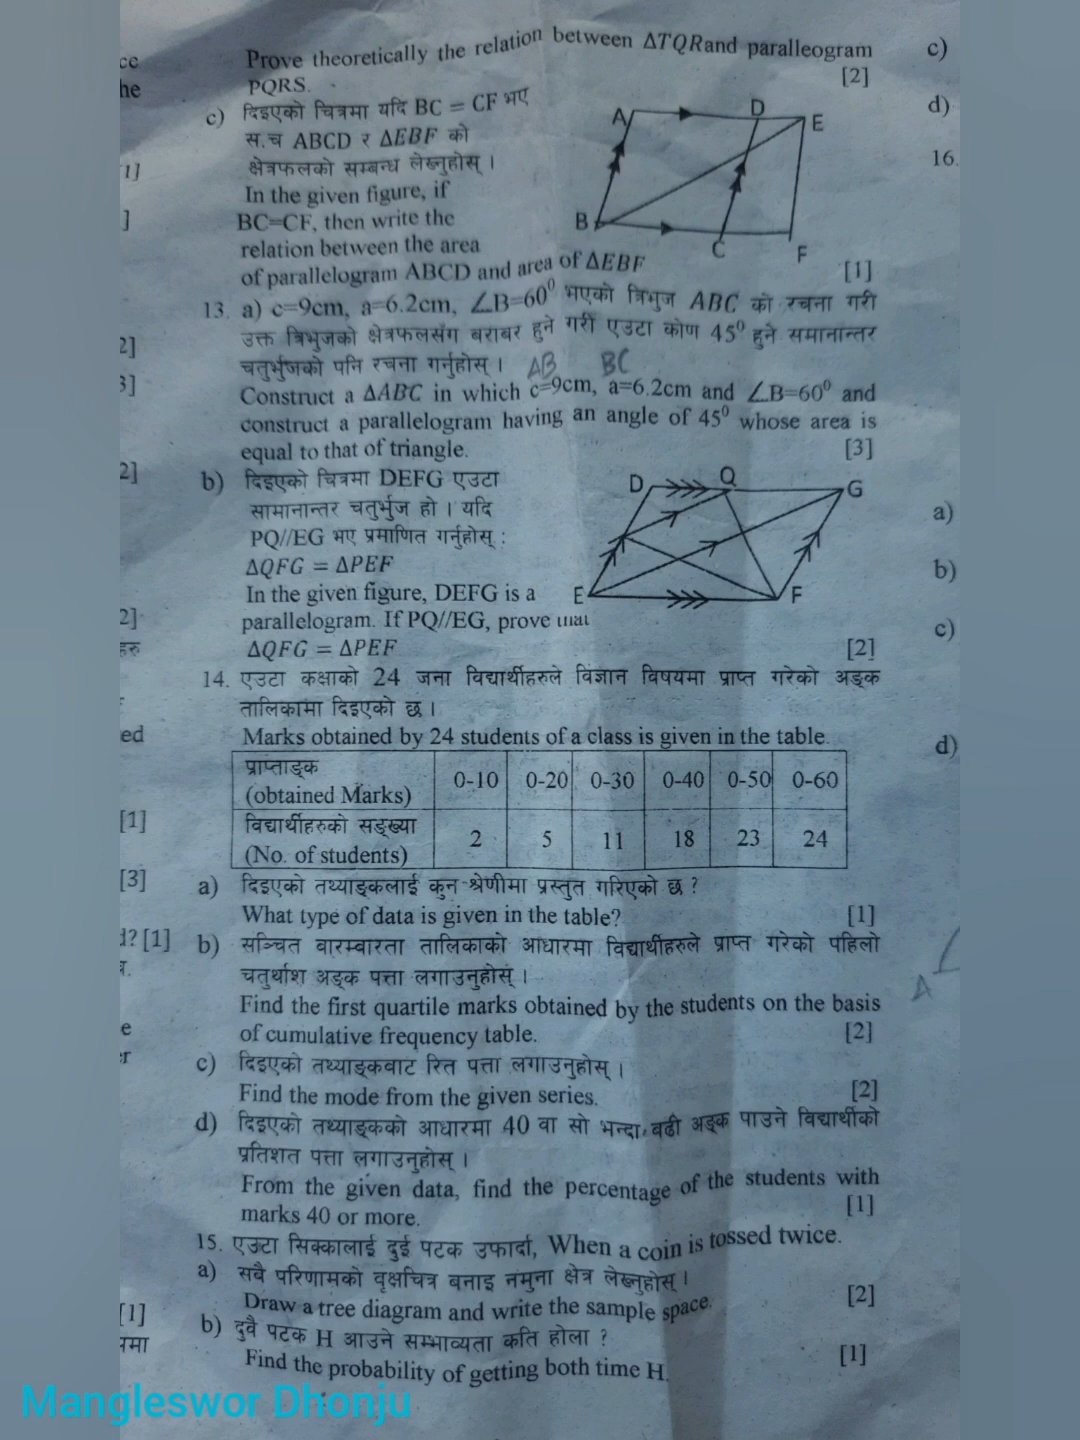 Prove theoretically the relation between ΔTQRand paralleogram
PQRS. [2]
c) दिइएको चित्रमा यदि BC = CF भए
स.च ABCD र ΔEBF को
क्षेत्रफलको सम्बन्ध लेख्नुहोस् ।
In the given figure, if
BC=CF, then write the
relation between the area
of parallelogram ABCD and area of ΔEBF [1]
A D E
B C F
13. a) c=9cm, a=6.2cm, ∠B=60⁰ भएको त्रिभुज ABC को रचना गरी
उक्त त्रिभुजको क्षेत्रफलसँग बराबर हुने गरी एउटा कोण 45⁰ हुने समानान्तर
चतुर्भुजको पनि रचना गर्नुहोस् । AB BC
Construct a ΔABC in which c=9cm, a=6.2cm and ∠B=60⁰ and
construct a parallelogram having an angle of 45⁰ whose area is
equal to that of triangle. [3]
b) दिइएको चित्रमा DEFG एउटा
सामानान्तर चतुर्भुज हो । यदि
PQ//EG भए प्रमाणित गर्नुहोस् :
ΔQFG = ΔPEF
In the given figure, DEFG is a
parallelogram. If PQ//EG, prove that
ΔQFG = ΔPEF [2]
D Q G
E F
14. एउटा कक्षाको 24 जना विद्यार्थीहरुले विज्ञान विषयमा प्राप्त गरेको अङ्क
तालिकामा दिइएको छ ।
Marks obtained by 24 students of a class is given in the table.
प्राप्ताङ्क
(obtained Marks) 0-10 0-20 0-30 0-40 0-50 0-60
विद्यार्थीहरुको सङ्ख्या
(No. of students) 2 5 11 18 23 24
a) दिइएको तथ्याङ्कलाई कुन श्रेणीमा प्रस्तुत गरिएको छ ?
What type of data is given in the table? [1]
b) सञ्चित बारम्बारता तालिकाको आधारमा विद्यार्थीहरुले प्राप्त गरेको पहिलो
चतुर्थांश अङ्क पत्ता लगाउनुहोस् ।
Find the first quartile marks obtained by the students on the basis
of cumulative frequency table. [2]
c) दिइएको तथ्याङ्कवाट रित पत्ता लगाउनुहोस् ।
Find the mode from the given series. [2]
d) दिइएको तथ्याङ्कको आधारमा 40 वा सो भन्दा बढी अङ्क पाउने विद्यार्थीको
प्रतिशत पत्ता लगाउनुहोस् ।
From the given data, find the percentage of the students with
marks 40 or more. [1]
15. एउटा सिक्कालाई दुई पटक उफार्दा, When a coin is tossed twice.
a) सबै परिणामको वृक्षचित्र बनाइ नमुना क्षेत्र लेख्नुहोस् ।
Draw a tree diagram and write the sample space. [2]
b) दुवै पटक H आउने सम्भाव्यता कति होला ?
Find the probability of getting both time H. [1]
c)
d)
16.
a)
b)
c)
d)
Mangleswor Dhonju